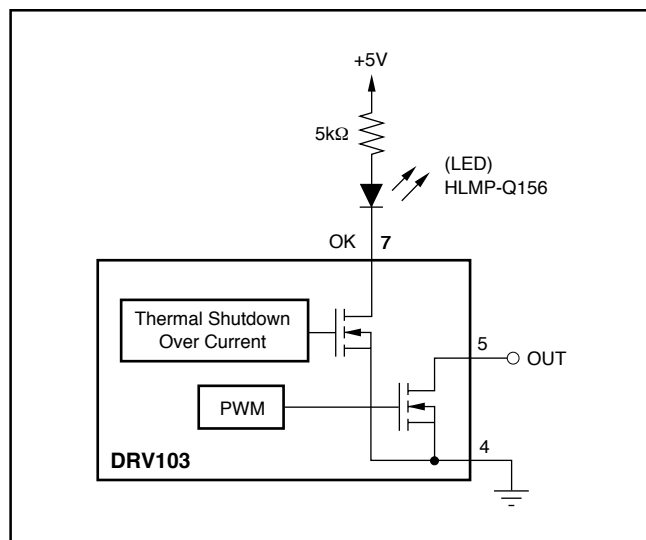 +5V
5kΩ
(LED)
HLMP-Q156
OK 7
Thermal Shutdown
Over Current
5
OUT
PWM
4
DRV103